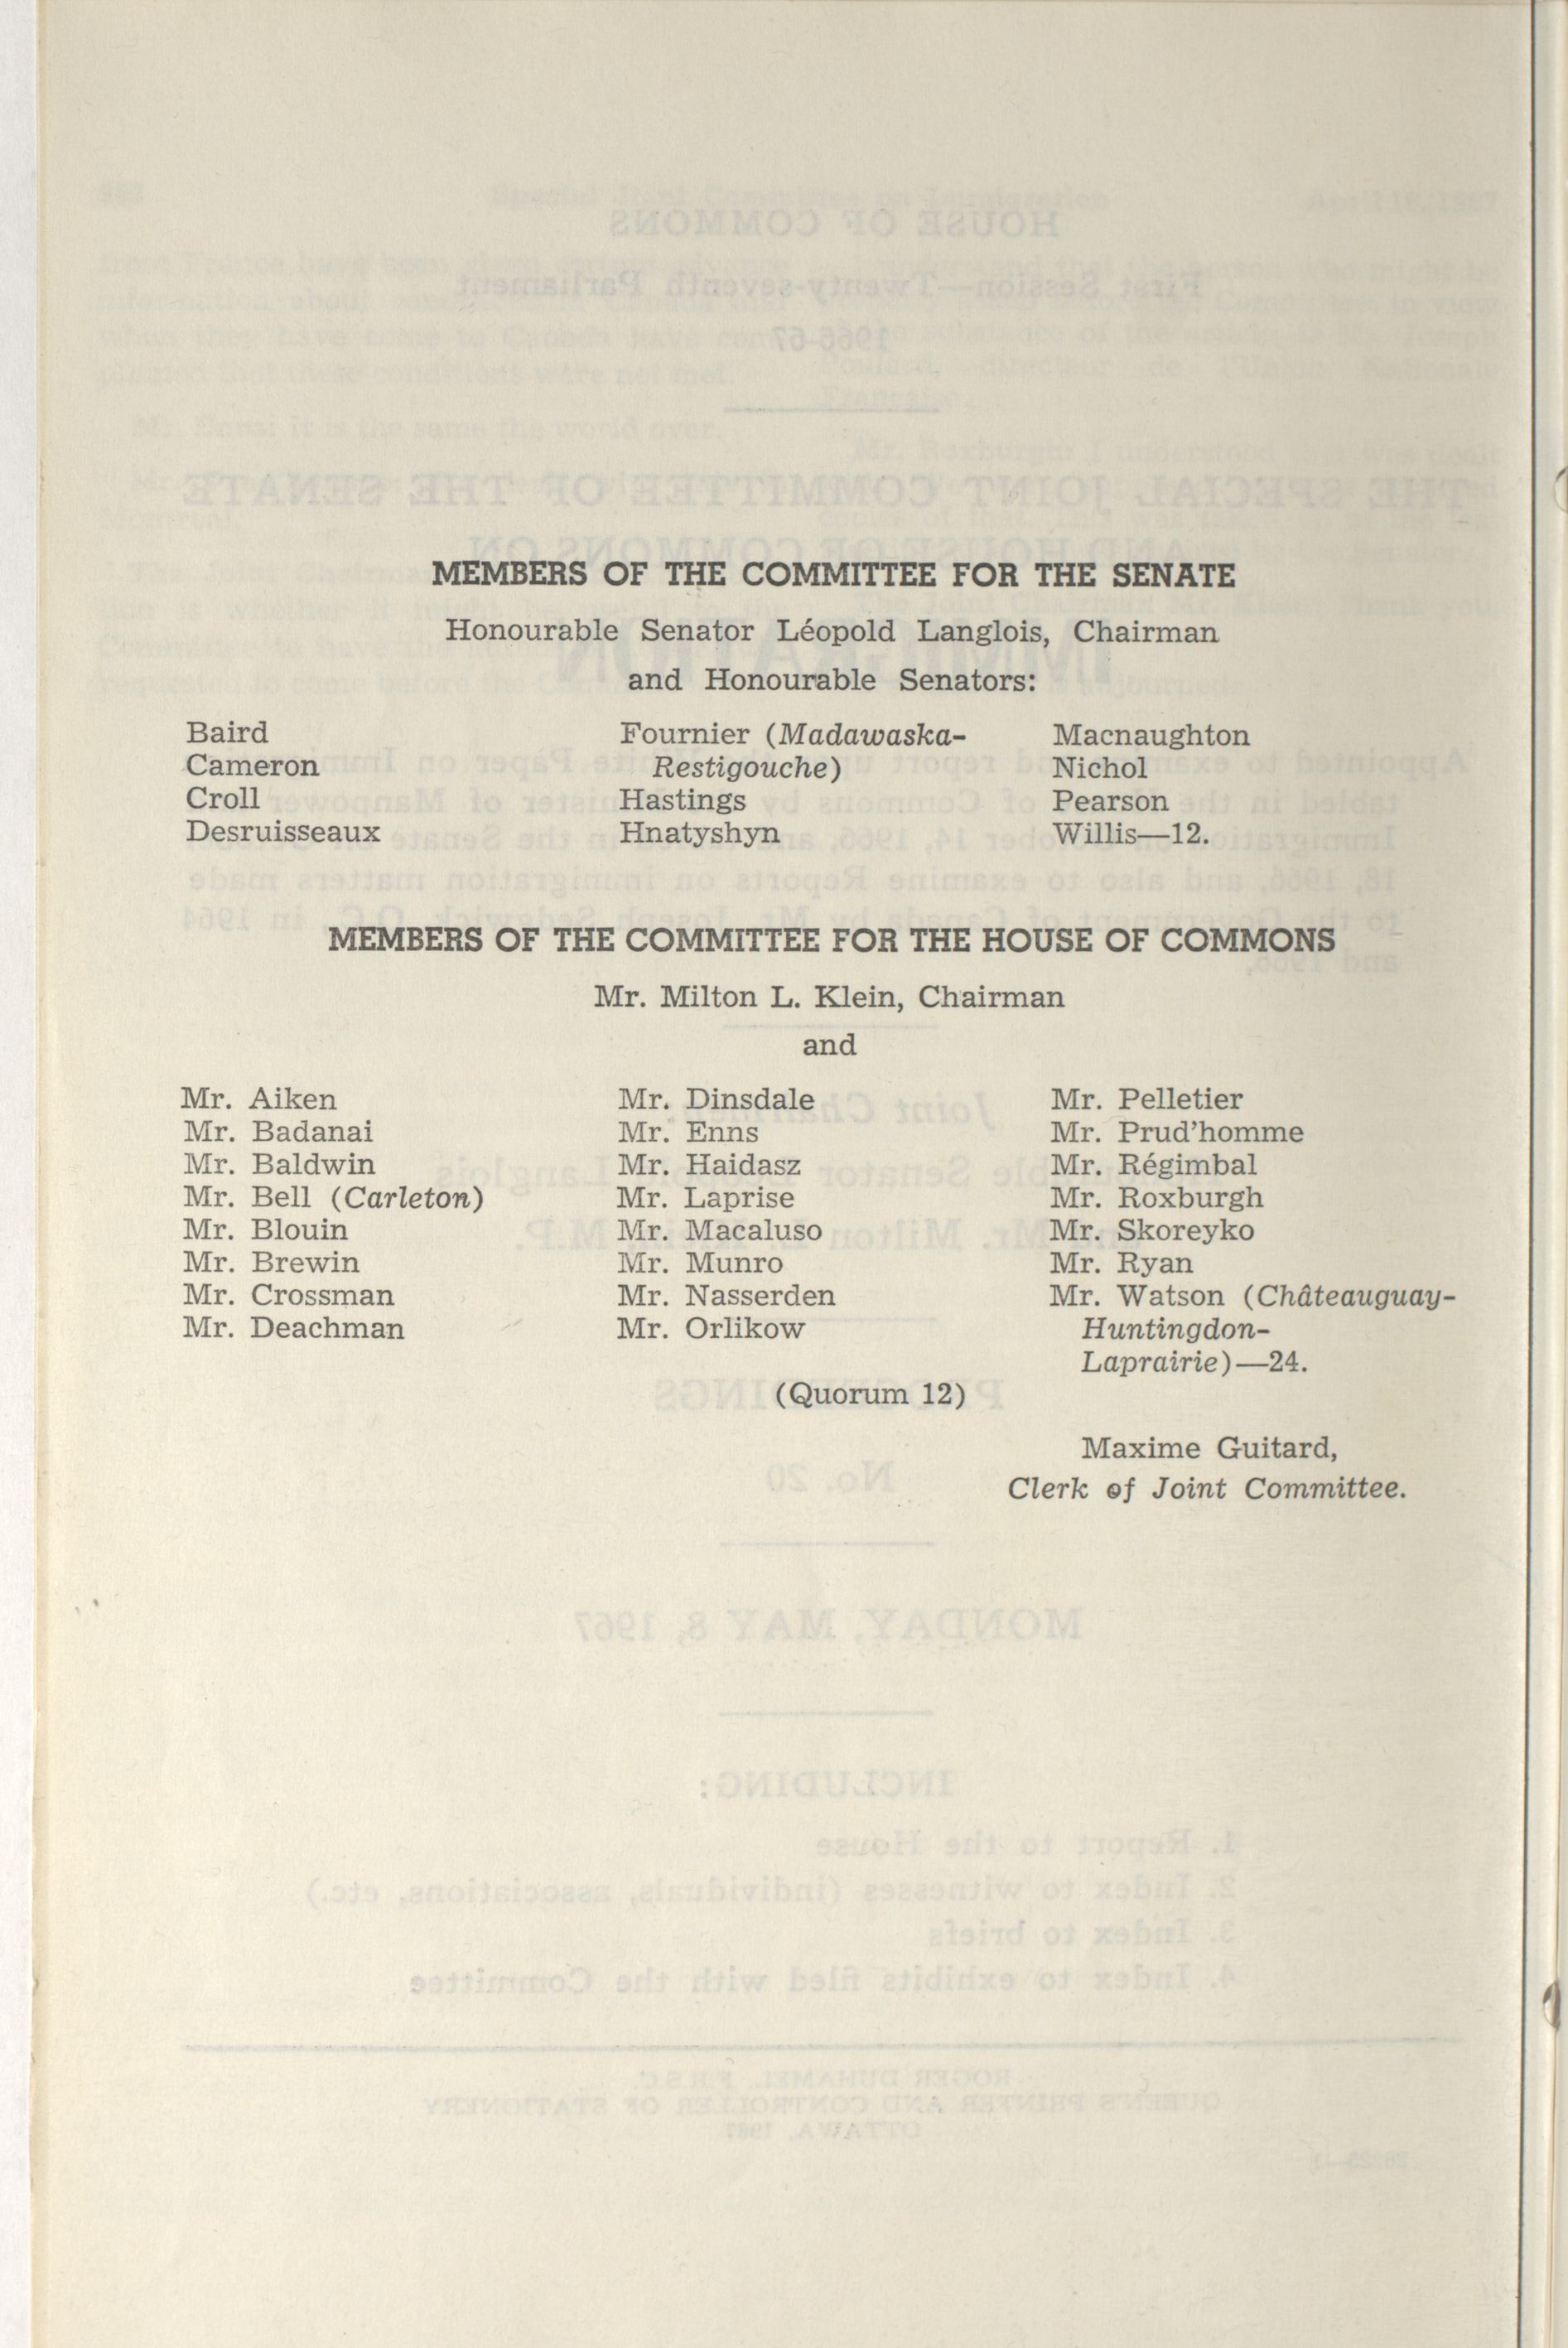 MEMBERS OF THE COMMITTEE FOR THE SENATE
Honourable Senator Léopold Langlois, Chairman
and Honourable Senators:
Baird
Cameron
Croll
Desruisseaux
Fournier (Madawaska-
Restigouche)
Hastings
Hnatyshyn
Macnaughton
Nichol
Pearson
Willis—12.
MEMBERS OF THE COMMITTEE FOR THE HOUSE OF COMMONS
Mr. Milton L. Klein, Chairman
and
Mr. Aiken
Mr. Badanai
Mr. Baldwin
Mr. Bell (Carleton)
Mr. Blouin
Mr. Brewin
Mr. Crossman
Mr. Deachman
Mr. Dinsdale
Mr. Enns
Mr. Haidasz
Mr. Laprise
Mr. Macaluso
Mr. Munro
Mr. Nasserden
Mr. Orlikow
Mr. Pelletier
Mr. Prud'homme
Mr. Régimbal
Mr. Roxburgh
Mr. Skoreyko
Mr. Ryan
Mr. Watson (Châteauguay-
Huntingdon-
Laprairie)—24.
(Quorum 12)
Maxime Guitard,
Clerk of Joint Committee.